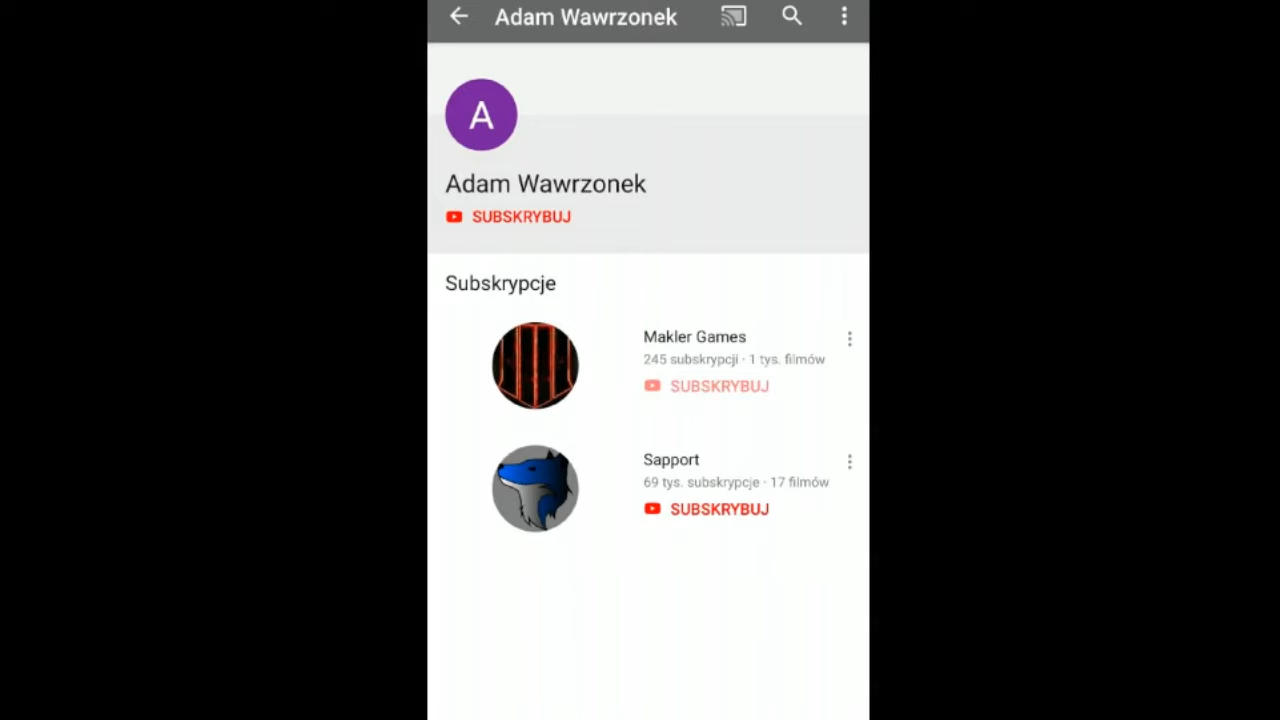 Adam Wawrzonek
A
Adam Wawrzonek
SUBSKRYBUJ
Subskrypcje
Makler Games
245 subskrypcji · 1 tys. filmów
SUBSKRYBUJ
Sapport
69 tys. subskrypcje · 17 filmów
SUBSKRYBUJ